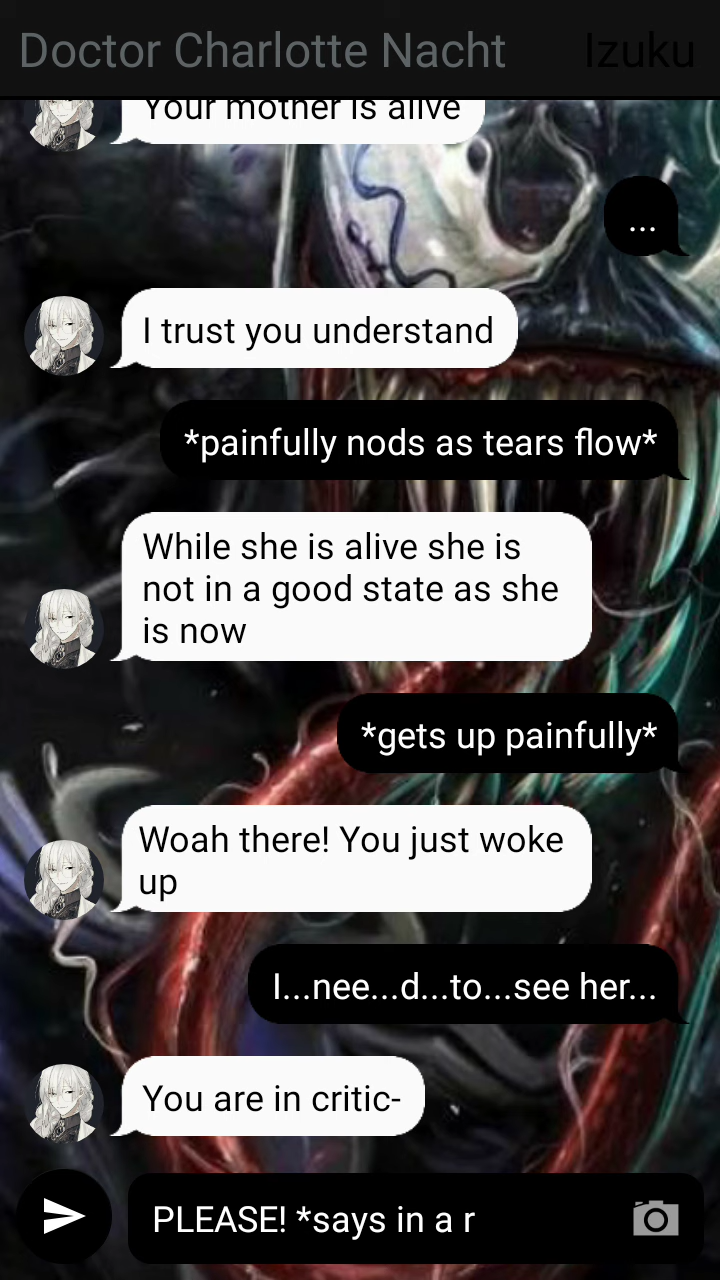 Doctor Charlotte Nacht Izuku
Your mother is alive
...
I trust you understand
*painfully nods as tears flow*
While she is alive she is
not in a good state as she
is now
*gets up painfully*
Woah there! You just woke
up
I...nee...d...to...see her...
You are in critic-
PLEASE! *says in a r